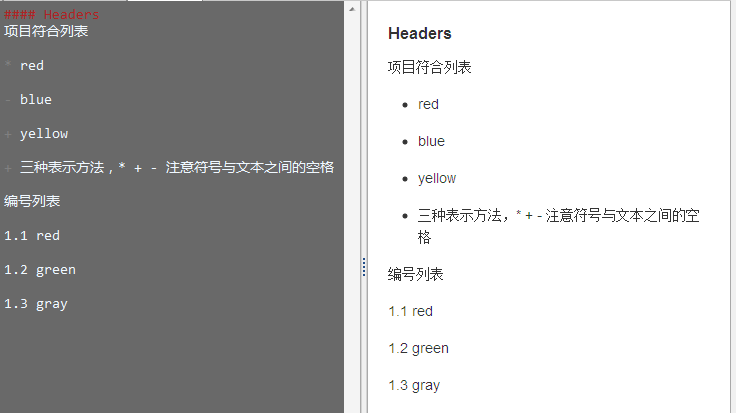 #### Headers
项目符合列表
* red
- blue
+ yellow
+ 三种表示方法,* + - 注意符号与文本之间的空格
编号列表
1.1 red
1.2 green
1.3 gray
Headers
项目符合列表
• red
• blue
• yellow
• 三种表示方法，* + - 注意符号与文本之间的空
格
编号列表
1.1 red
1.2 green
1.3 gray